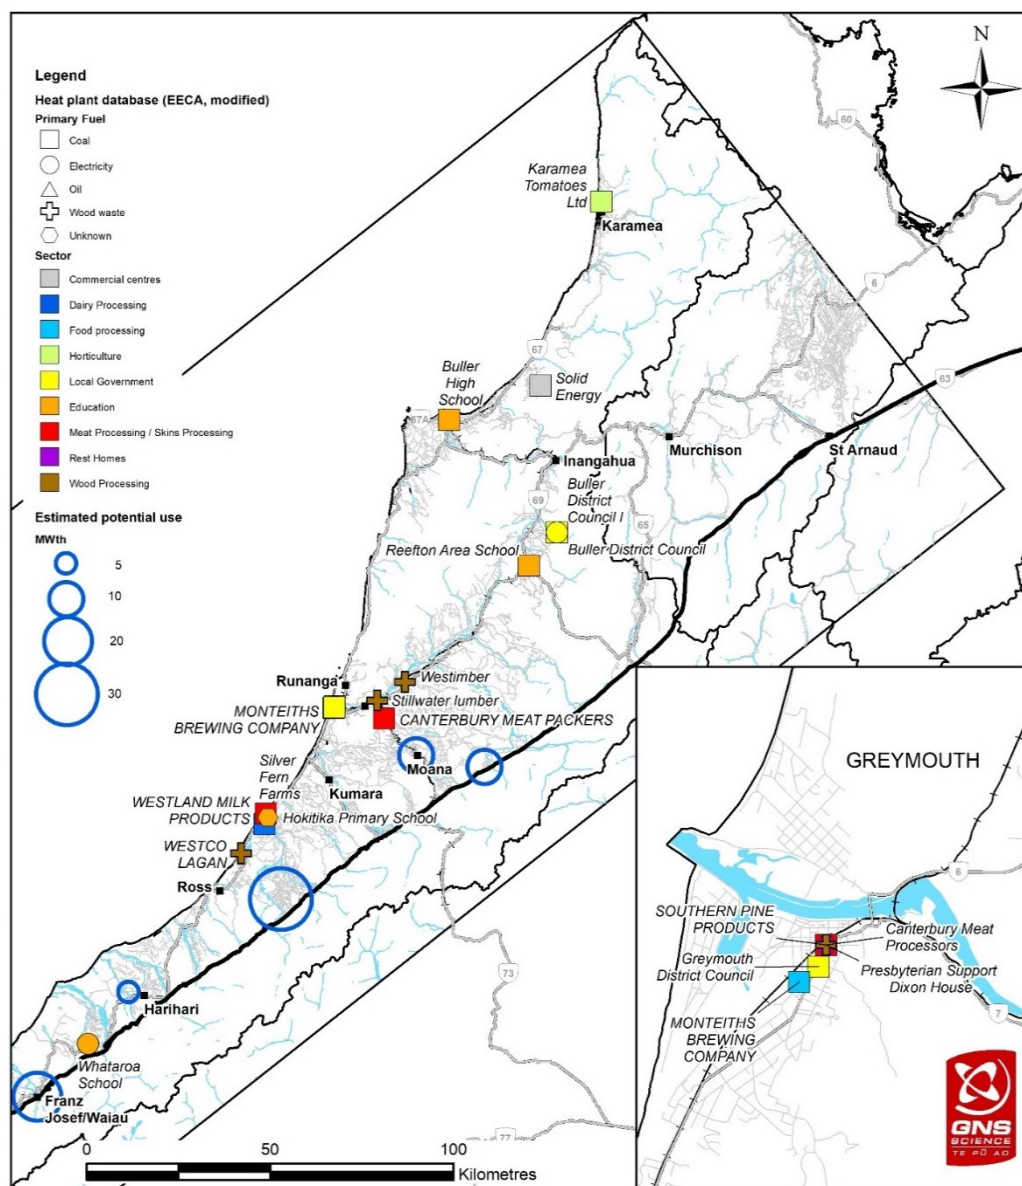 Legend
Heat plant database (EECA, modified)
Primary Fuel
Coal
Electricity
Oil
Wood waste
Unknown
Sector
Commercial centres
Dairy Processing
Food processing
Horticulture
Local Government
Education
Meat Processing / Skins Processing
Rest Homes
Wood Processing
Estimated potential use
MWth
5
10
20
30
N
60
6
Karamea
Tomatoes
Ltd
Karamea
67
63
Buller
High
School
Solid
Energy
67A
Inangahua
Murchison
St Arnaud
69
65
Buller
District
Council I
Buller District Council
Reefton Area School
Westimber
Runanga
Stillwater lumber
MONTEITHS
BREWING COMPANY
CANTERBURY MEAT PACKERS
Moana
Silver
Fern
Farms
Kumara
WESTLAND MILK
PRODUCTS
Hokitika Primary School
WESTCO
LAGAN
Ross
73
Harihari
Whataroa
School
Franz
Josef/Waiau
77
0
50
100
Kilometres
GREYMOUTH
6
SOUTHERN PINE
PRODUCTS
Canterbury Meat
Processors
Greymouth
District Council
Presbyterian Support
Dixon House
7
MONTEITHS
BREWING
COMPANY
GNS
SCIENCE
TE PŪ AO